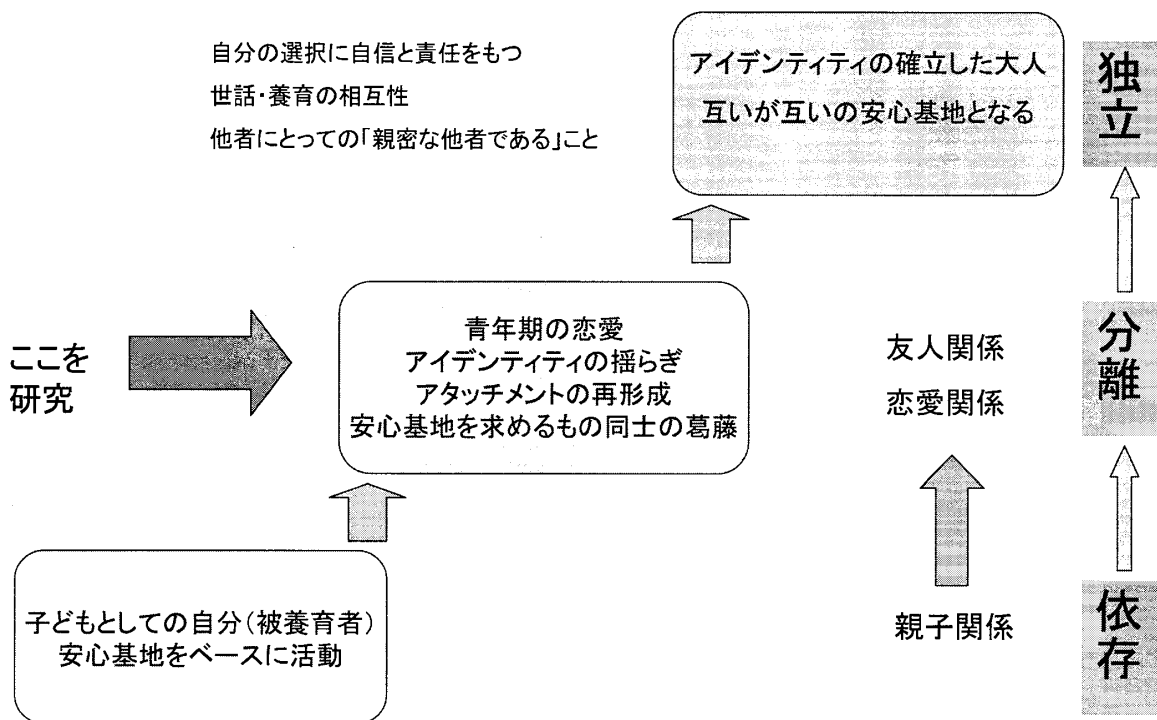 自分の選択に自信と責任をもつ
世話・養育の相互性
他者にとっての「親密な他者である」こと
アイデンティティの確立した大人
互いが互いの安心基地となる
独立
ここを
研究
青年期の恋愛
アイデンティティの揺らぎ
アタッチメントの再形成
安心基地を求めるもの同士の葛藤
友人関係
恋愛関係
分離
子どもとしての自分(被養育者)
安心基地をベースに活動
親子関係
依存